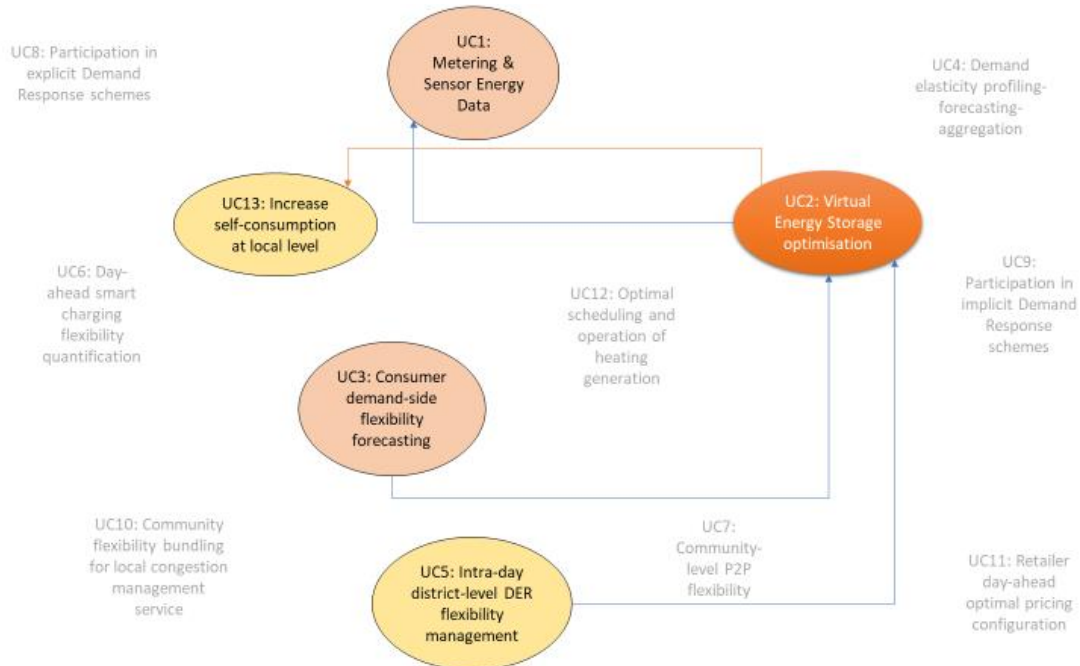 UC1:
Metering &
Sensor Energy
Data
UC8: Participation in
explicit Demand
Response schemes
UC4: Demand
elasticity profiling-
forecasting-
aggregation
UC13: Increase
self-consumption
at local level
UC2: Virtual
Energy Storage
optimisation
UC6: Day-
ahead smart
charging
flexibility
quantification
UC12: Optimal
scheduling and
operation of
heating
generation
UC9:
Participation in
implicit Demand
Response
schemes
UC3: Consumer
demand-side
flexibility
forecasting
UC10: Community
flexibility bundling
for local congestion
management
service
UC7:
Community-
level P2P
flexibility
UC5: Intra-day
district-level DER
flexibility
management
UC11: Retailer
day-ahead
optimal pricing
configuration